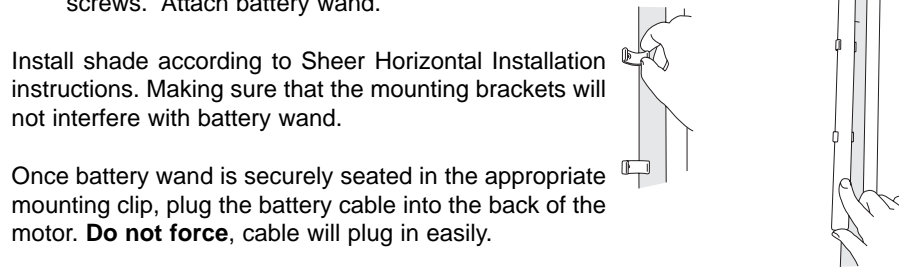 screws. Attach battery wand.
Install shade according to Sheer Horizontal Installation
instructions. Making sure that the mounting brackets will
not interfere with battery wand.
Once battery wand is securely seated in the appropriate
mounting clip, plug the battery cable into the back of the
motor. Do not force, cable will plug in easily.